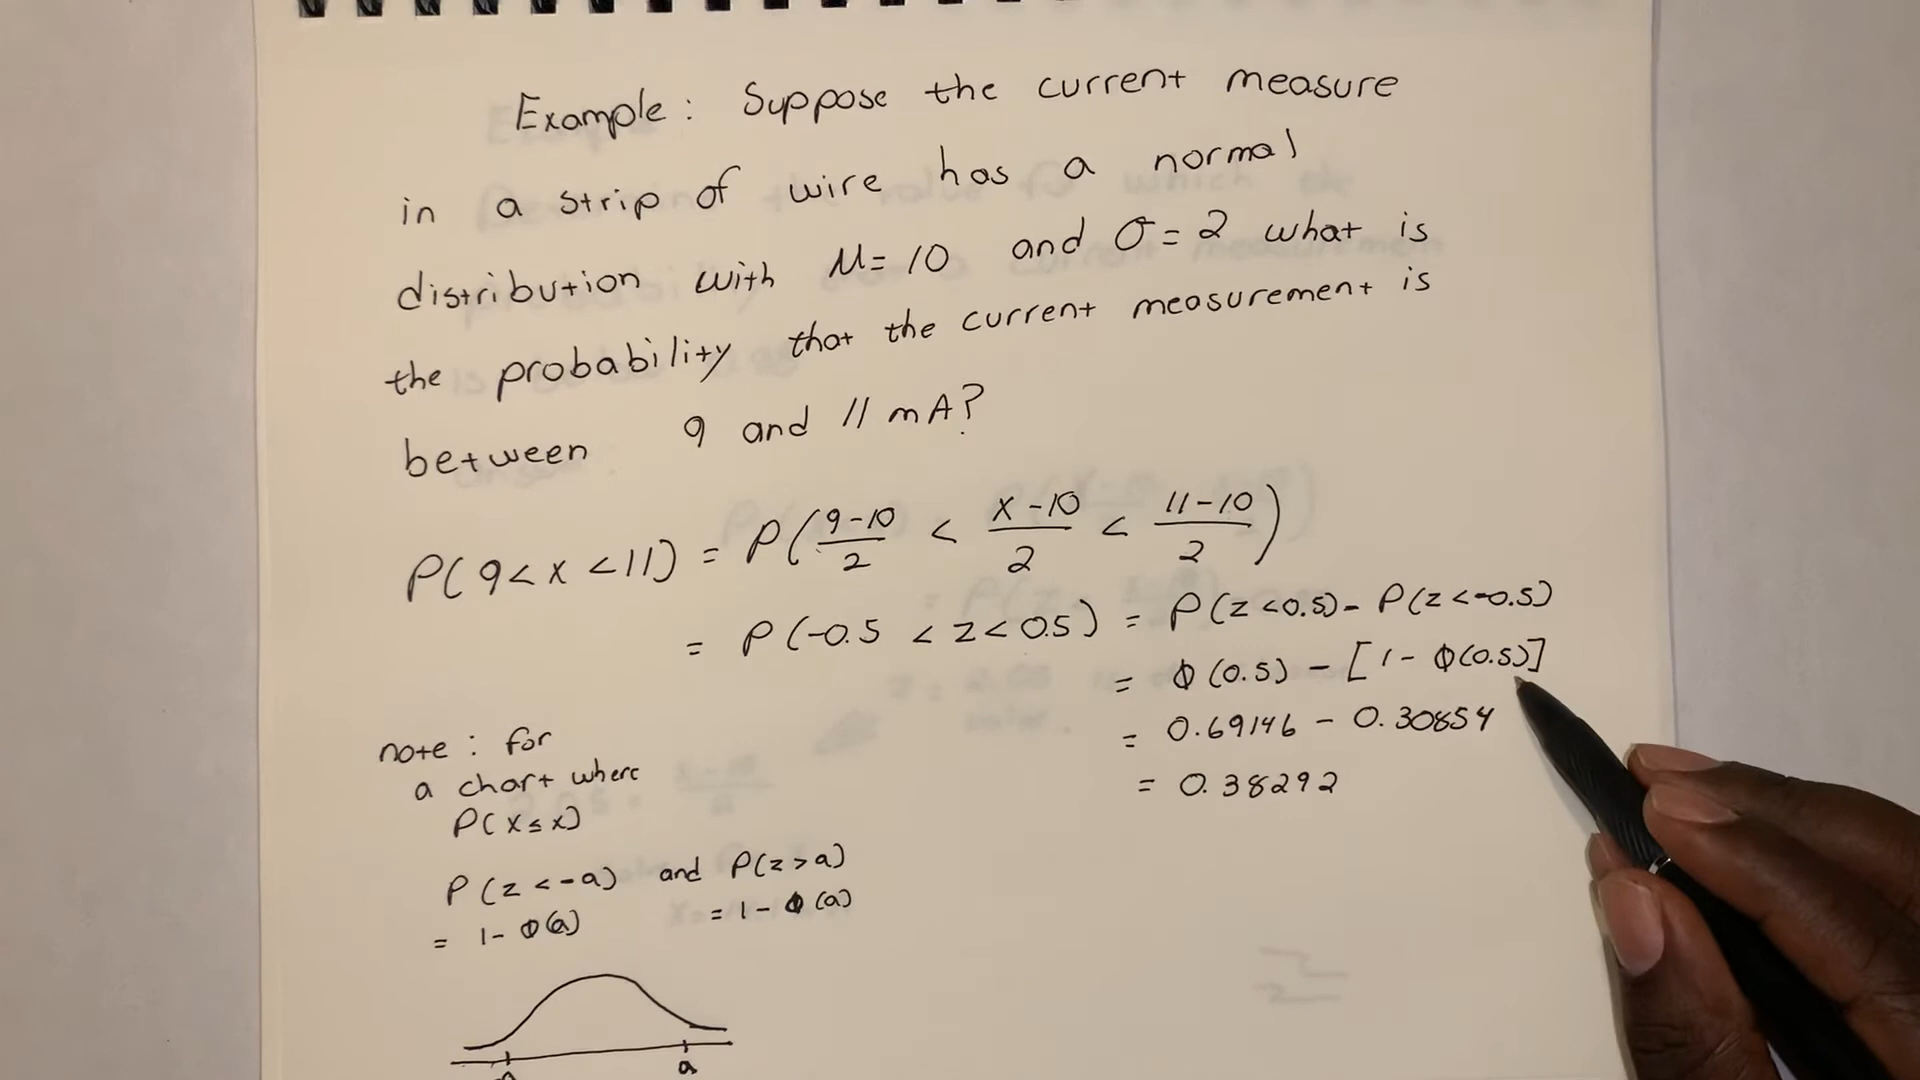 Example: Suppose the current measure
in a strip of wire has a normal
distribution with μ=10 and σ=2 what is
the probability that the current measurement is
between 9 and 11 mA?
P(9<x<11) = P((9-10)/2 < (x-10)/2 < (11-10)/2)
= P(-0.5 < z < 0.5) = P(z<0.5) - P(z<-0.5)
= Φ(0.5) - [1 - Φ(0.5)]
= 0.69146 - 0.30854
= 0.38292
note: for
a chart where
P(X≤x)
P(z<-a) and P(z>a)
= 1-Φ(a) = 1-Φ(a)
a